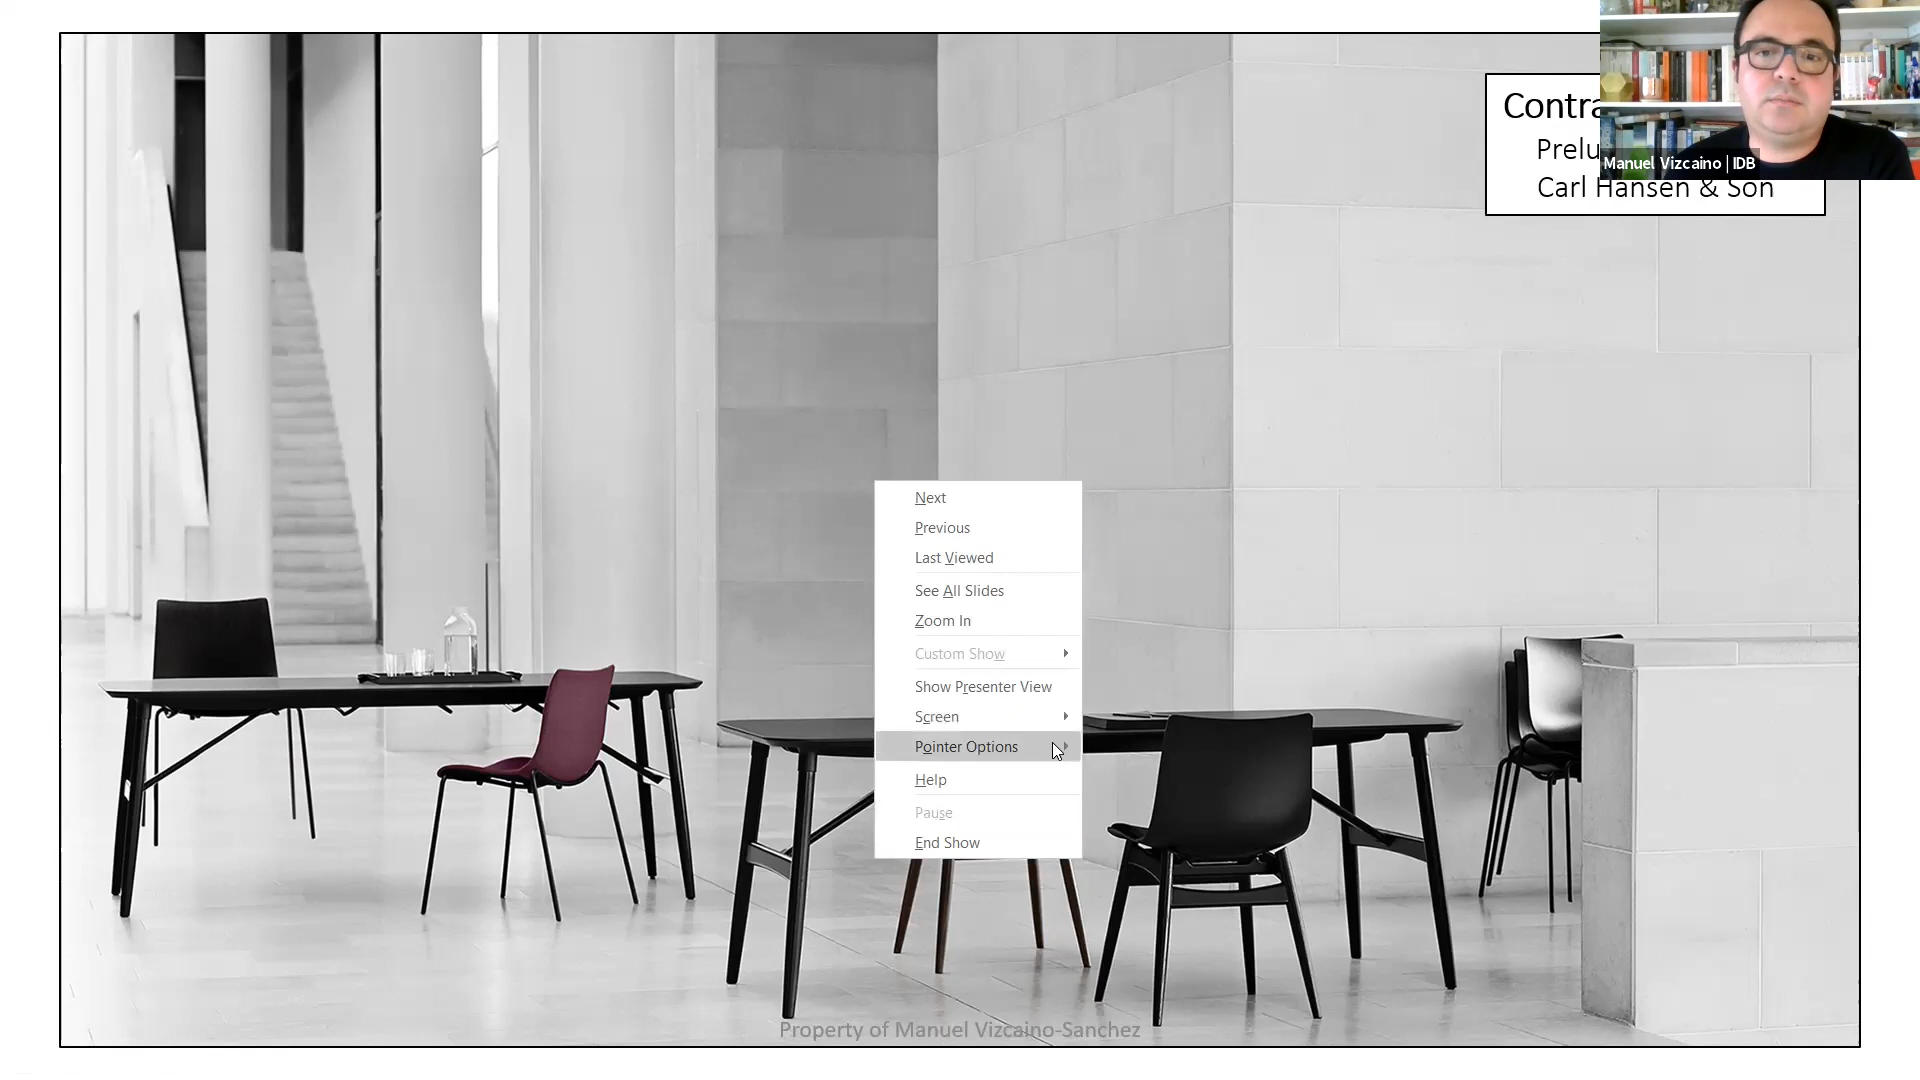 Contra
Prelu
Carl Hansen & Son
Manuel Vizcaino | IDB
Next
Previous
Last Viewed
See All Slides
Zoom In
Custom Show
Show Presenter View
Screen
Pointer Options
Help
Pause
End Show
Property of Manuel Vizcaino-Sanchez